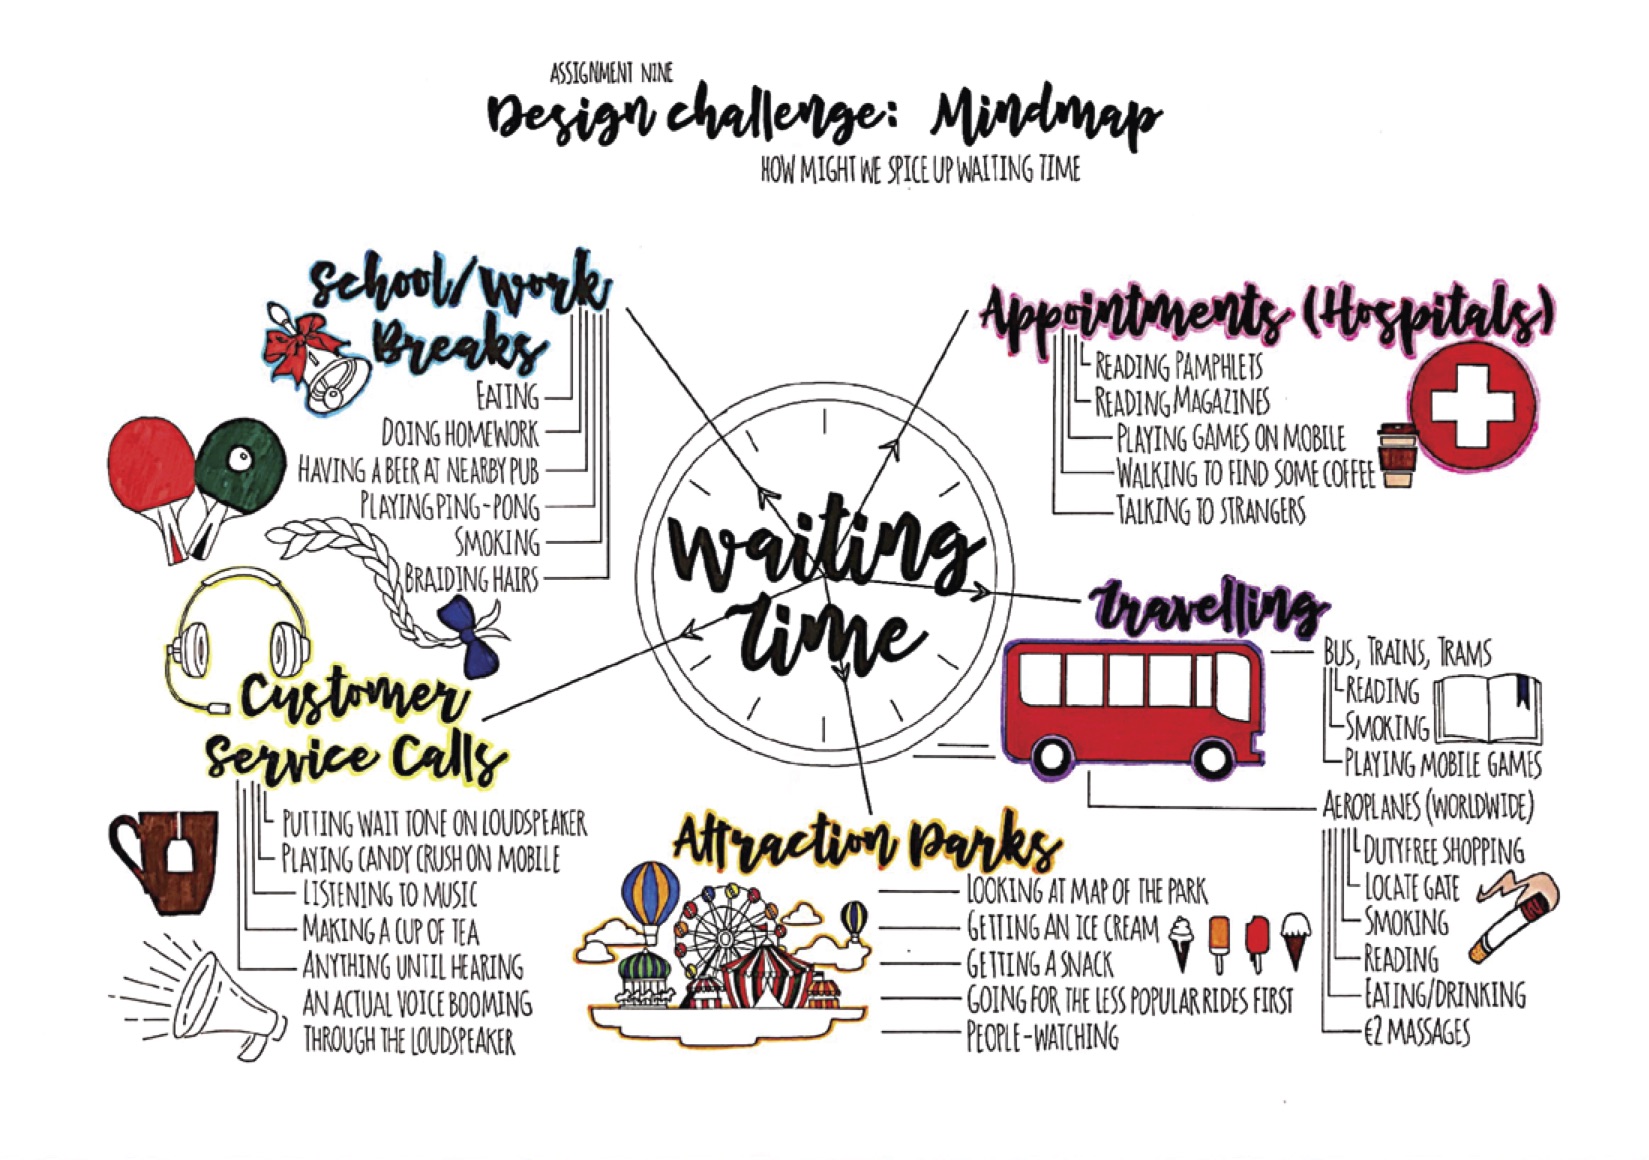 ASSIGNMENT NINE
Design challenge: Mindmap
HOW MIGHT WE SPICE UP WAITING TIME
School/Work
Breaks
EATING
DOING HOMEWORK
HAVING A BEER AT NEARBY PUB
PLAYING PING-PONG
SMOKING
BRAIDING HAIRS
Appointments (Hospitals)
READING PAMPHLETS
READING MAGAZINES
PLAYING GAMES ON MOBILE
WALKING TO FIND SOME COFFEE
TALKING TO STRANGERS
Waiting
Time
Travelling
BUS, TRAINS, TRAMS
READING
SMOKING
PLAYING MOBILE GAMES
AEROPLANES (WORLDWIDE)
DUTYFREE SHOPPING
LOCATE GATE
SMOKING
READING
EATING/DRINKING
€2 MASSAGES
Customer
Service Calls
PUTTING WAIT TONE ON LOUDSPEAKER
PLAYING CANDY CRUSH ON MOBILE
LISTENING TO MUSIC
MAKING A CUP OF TEA
ANYTHING UNTIL HEARING
AN ACTUAL VOICE BOOMING
THROUGH THE LOUDSPEAKER
Attraction Parks
LOOKING AT MAP OF THE PARK
GETTING AN ICE CREAM
GETTING A SNACK
GOING FOR THE LESS POPULAR RIDES FIRST
PEOPLE-WATCHING